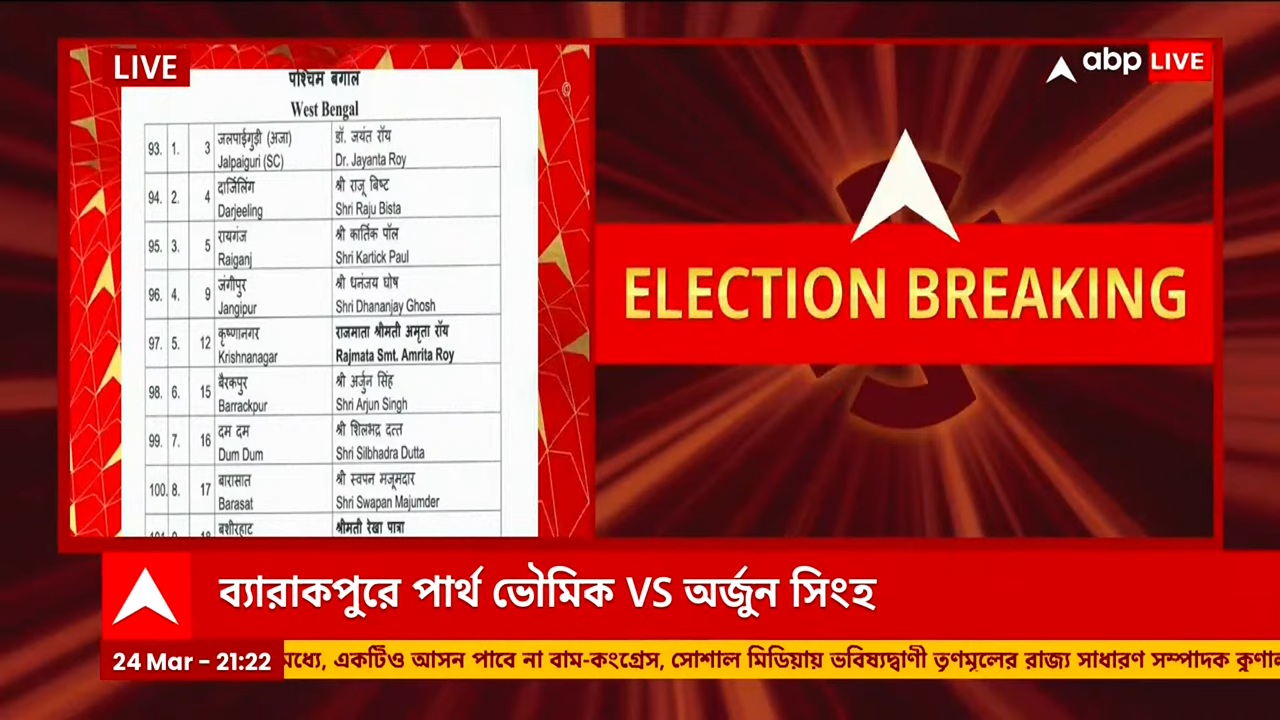 LIVE
abp LIVE
पश्चिम बंगाल
West Bengal
93. 1. 3 जलपाईगुड़ी (अजा) डॉ. जयंत रॉय
Jalpaiguri (SC) Dr. Jayanta Roy
94. 2. 4 दार्जिलिंग श्री राजू बिष्ट
Darjeeling Shri Raju Bista
95. 3. 5 रायगंज श्री कार्तिक पॉल
Raiganj Shri Kartick Paul
96. 4. 9 जंगीपुर श्री धनंजय घोष
Jangipur Shri Dhananjay Ghosh
97. 5. 12 कृष्णानगर राजमाता श्रीमती अमृता रॉय
Krishnanagar Rajmata Smt. Amrita Roy
98. 6. 15 बैरकपुर श्री अर्जुन सिंह
Barrackpur Shri Arjun Singh
99. 7. 16 दम दम श्री शिलभद्र दत्त
Dum Dum Shri Silbhadra Dutta
100. 8. 17 बारासात श्री स्वपन मजूमदार
Barasat Shri Swapan Majumder
बशीरहाट श्रीमती रेखा पात्रा
ELECTION BREAKING
ব্যারাকপুরে পার্থ ভৌমিক VS অর্জুন সিংহ
24 Mar - 21:22 মধ্যে, একটিও আসন পাবে না বাম-কংগ্রেস, সোশাল মিডিয়ায় ভবিষ্যদ্বাণী তৃণমূলের রাজ্য সাধারণ সম্পাদক